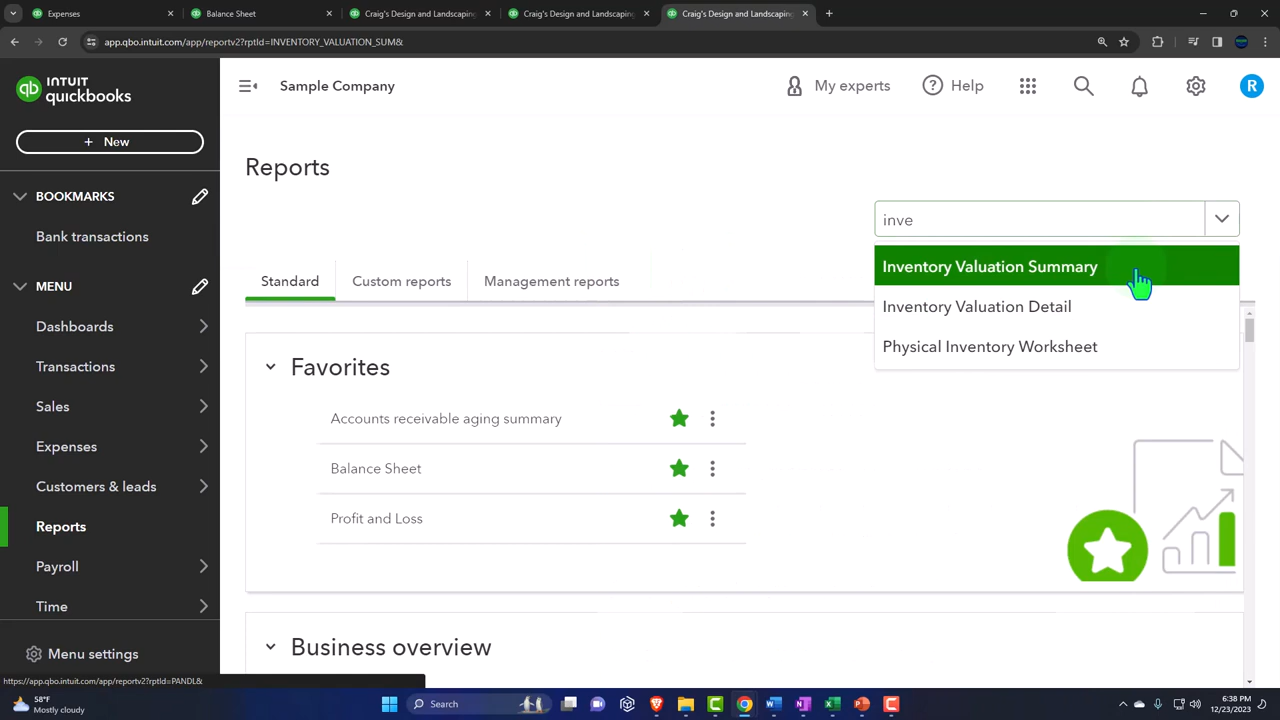 Expenses
Balance Sheet
Craig's Design and Landscaping
Craig's Design and Landscaping
Craig's Design and Landscaping
app.qbo.intuit.com/app/reportv2?rptId=INVENTORY_VALUATION_SUM&
INTUIT
quickbooks
qb
Sample Company
My experts
Help
R
+ New
Reports
BOOKMARKS
Bank transactions
inve
Inventory Valuation Summary
Inventory Valuation Detail
Physical Inventory Worksheet
MENU
Standard
Custom reports
Management reports
Dashboards
Transactions
Sales
Expenses
Customers & leads
Reports
Payroll
Time
Menu settings
Favorites
Accounts receivable aging summary
Balance Sheet
Profit and Loss
Business overview
https://app.qbo.intuit.com/app/reportv2?rptId=PANDL&
58°F
Mostly cloudy
Search
6:38 PM
12/23/2023